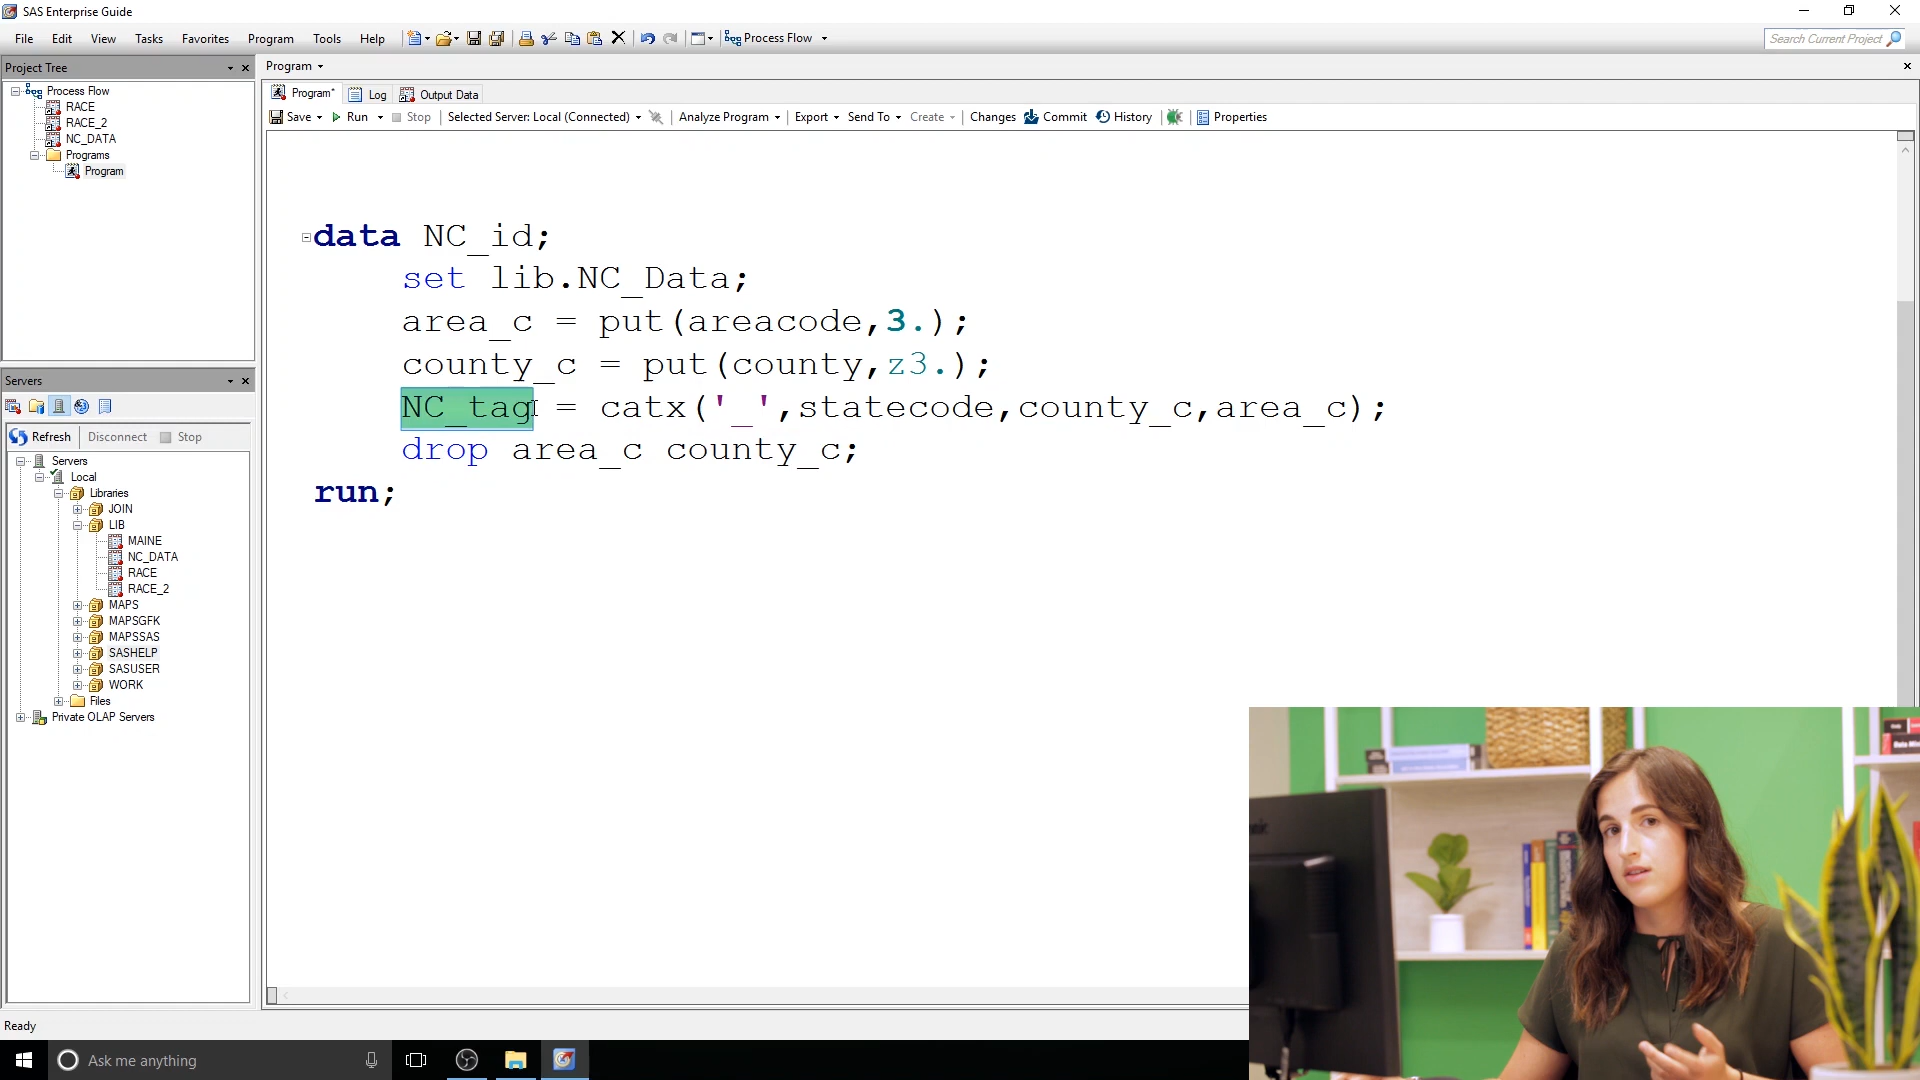 SAS Enterprise Guide
File Edit View Tasks Favorites Program Tools Help Process Flow Search Current Project
Project Tree
Process Flow
RACE
RACE_2
NC_DATA
Programs
Program
Program
Program* Log Output Data
Save Run Stop Selected Server: Local (Connected) Analyze Program Export Send To Create Changes Commit History Properties
data NC_id;
set lib.NC_Data;
area_c = put(areacode,3.);
county_c = put(county,z3.);
NC_tag = catx('_',statecode,county_c,area_c);
drop area_c county_c;
run;
Servers
Refresh Disconnect Stop
Servers
Local
Libraries
JOIN
LIB
MAINE
NC_DATA
RACE
RACE_2
MAPS
MAPSGFK
MAPSSAS
SASHELP
SASUSER
WORK
Files
Private OLAP Servers
Ready
Ask me anything